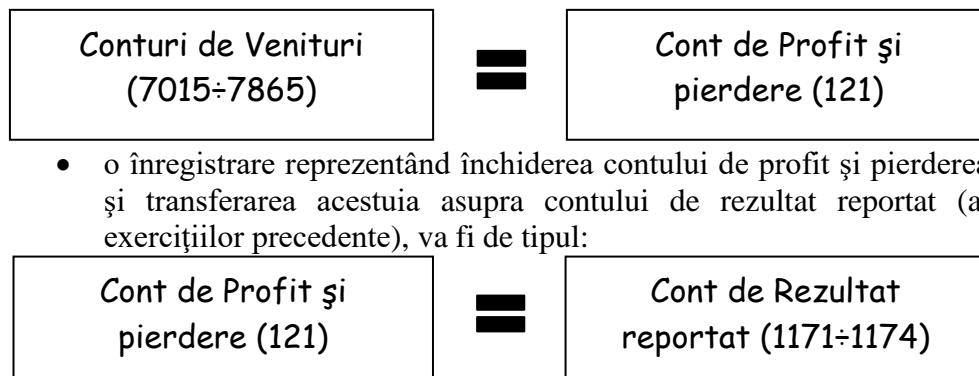 Conturi de Venituri
(7015÷7865)
=
Cont de Profit şi
pierdere (121)
• o înregistrare reprezentând închiderea contului de profit şi pierderea
şi transferarea acestuia asupra contului de rezultat reportat (a
exerciţiilor precedente), va fi de tipul:
Cont de Profit şi
pierdere (121)
=
Cont de Rezultat
reportat (1171÷1174)